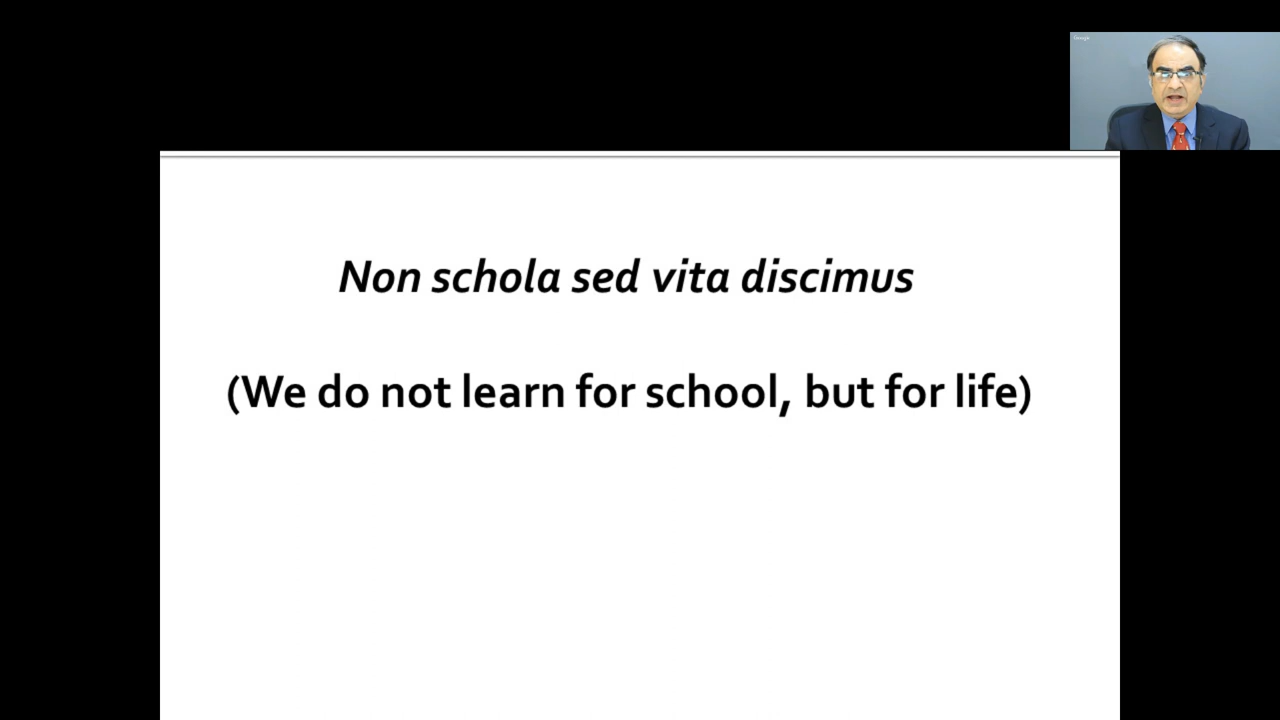 Non schola sed vita discimus
(We do not learn for school, but for life)